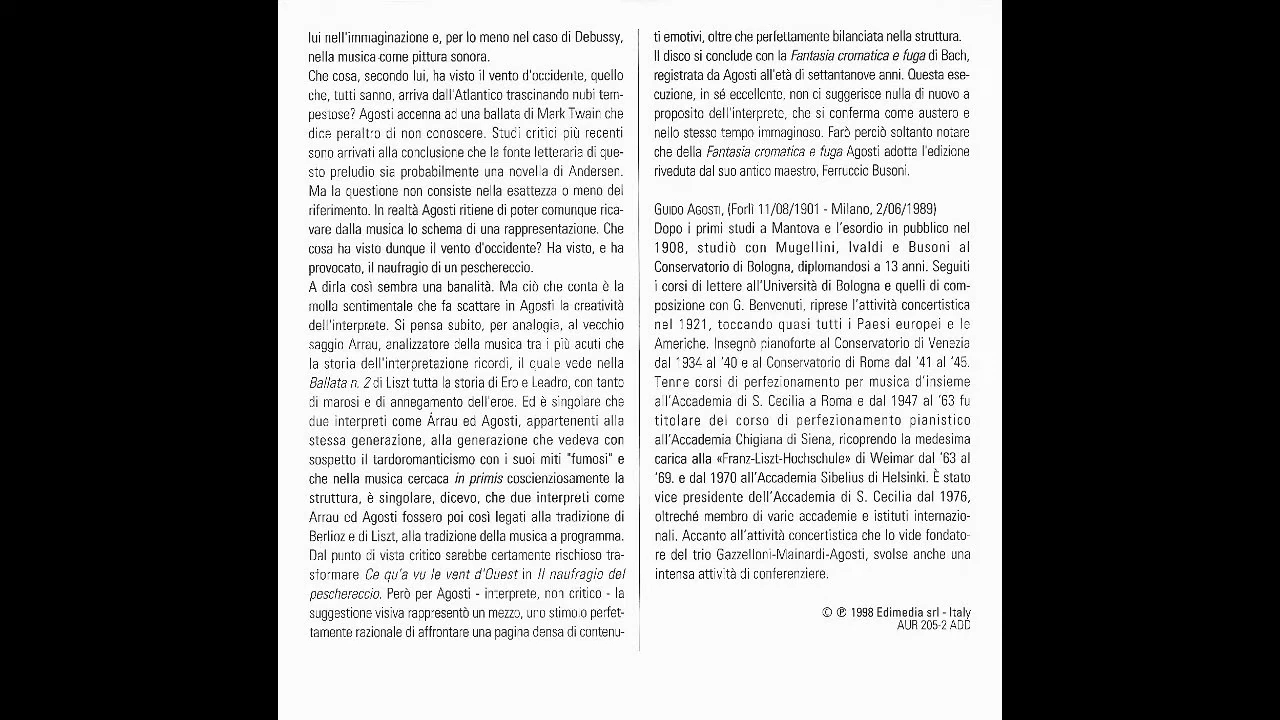 lui nell'immaginazione e, per lo meno nel caso di Debussy,
nella musica come pittura sonora.
Che cosa, secondo lui, ha visto il vento d'occidente, quello
che, tutti sanno, arriva dall'Atlantico trascinando nubi tem-
pestose? Agosti accenna ad una ballata di Mark Twain che
dice peraltro di non conoscere. Studi critici più recenti
sono arrivati alla conclusione che la fonte letteraria di que-
sto preludio sia probabilmente una novella di Andersen.
Ma la questione non consiste nella esattezza o meno del
riferimento. In realtà Agosti ritiene di poter comunque rica-
vare dalla musica lo schema di una rappresentazione. Che
cosa ha visto dunque il vento d'occidente? Ha visto, e ha
provocato, il naufragio di un peschereccio.
A dirla così sembra una banalità. Ma ciò che conta è la
molla sentimentale che fa scattare in Agosti la creatività
dell'interprete. Si pensa subito, per analogia, al vecchio
saggio Arrau, analizzatore della musica tra i più acuti che
la storia dell'interpretazione ricordi, il quale vede nella
Ballata n. 2 di Liszt tutta la storia di Ero e Leadro, con tanto
di marosi e di annegamento dell'eroe. Ed è singolare che
due interpreti come Árrau ed Agosti, appartenenti alla
stessa generazione, alla generazione che vedeva con
sospetto il tardoromanticismo con i suoi miti "fumosi" e
che nella musica cercaca in primis coscienziosamente la
struttura, è singolare, dicevo, che due interpreti come
Arrau ed Agosti fossero poi così legati alla tradizione di
Berlioz e di Liszt, alla tradizione della musica a programma.
Dal punto di vista critico sarebbe certamente rischioso tra-
sformare Ce qu'a vu le vent d'Ouest in Il naufragio del
peschereccio. Però per Agosti - interprete, non critico - la
suggestione visiva rappresentò un mezzo, uno stimolo perfet-
tamente razionale di affrontare una pagina densa di contenu-
ti emotivi, oltre che perfettamente bilanciata nella struttura.
Il disco si conclude con la Fantasia cromatica e fuga di Bach,
registrata da Agosti all'età di settantanove anni. Questa ese-
cuzione, in sé eccellente, non ci suggerisce nulla di nuovo a
proposito dell'interprete, che si conferma come austero e
nello stesso tempo immaginoso. Farò perciò soltanto notare
che della Fantasia cromatica e fuga Agosti adotta l'edizione
riveduta dal suo antico maestro, Ferruccio Busoni.
GUIDO AGOSTI, (Forlì 11/08/1901 - Milano, 2/06/1989)
Dopo i primi studi a Mantova e l'esordio in pubblico nel
1908, studiò con Mugellini, Ivaldi e Busoni al
Conservatorio di Bologna, diplomandosi a 13 anni. Seguiti
i corsi di lettere all'Università di Bologna e quelli di com-
posizione con G. Benvenuti, riprese l'attività concertistica
nel 1921, toccando quasi tutti i Paesi europei e le
Americhe. Insegnò pianoforte al Conservatorio di Venezia
dal 1934 al '40 e al Conservatorio di Roma dal '41 al '45.
Tenne corsi di perfezionamento per musica d'insieme
all'Accademia di S. Cecilia a Roma e dal 1947 al '63 fu
titolare del corso di perfezionamento pianistico
all'Accademia Chigiana di Siena, ricoprendo la medesima
carica alla «Franz-Liszt-Hochschule» di Weimar dal '63 al
'69. e dal 1970 all'Accademia Sibelius di Helsinki. È stato
vice presidente dell'Accademia di S. Cecilia dal 1976,
oltreché membro di varie accademie e istituti internazio-
nali. Accanto all'attività concertistica che lo vide fondato-
re del trio Gazzelloni-Mainardi-Agosti, svolse anche una
intensa attività di conferenziere.
© ℗ 1998 Edimedia srl - Italy
AUR 205-2 ADD